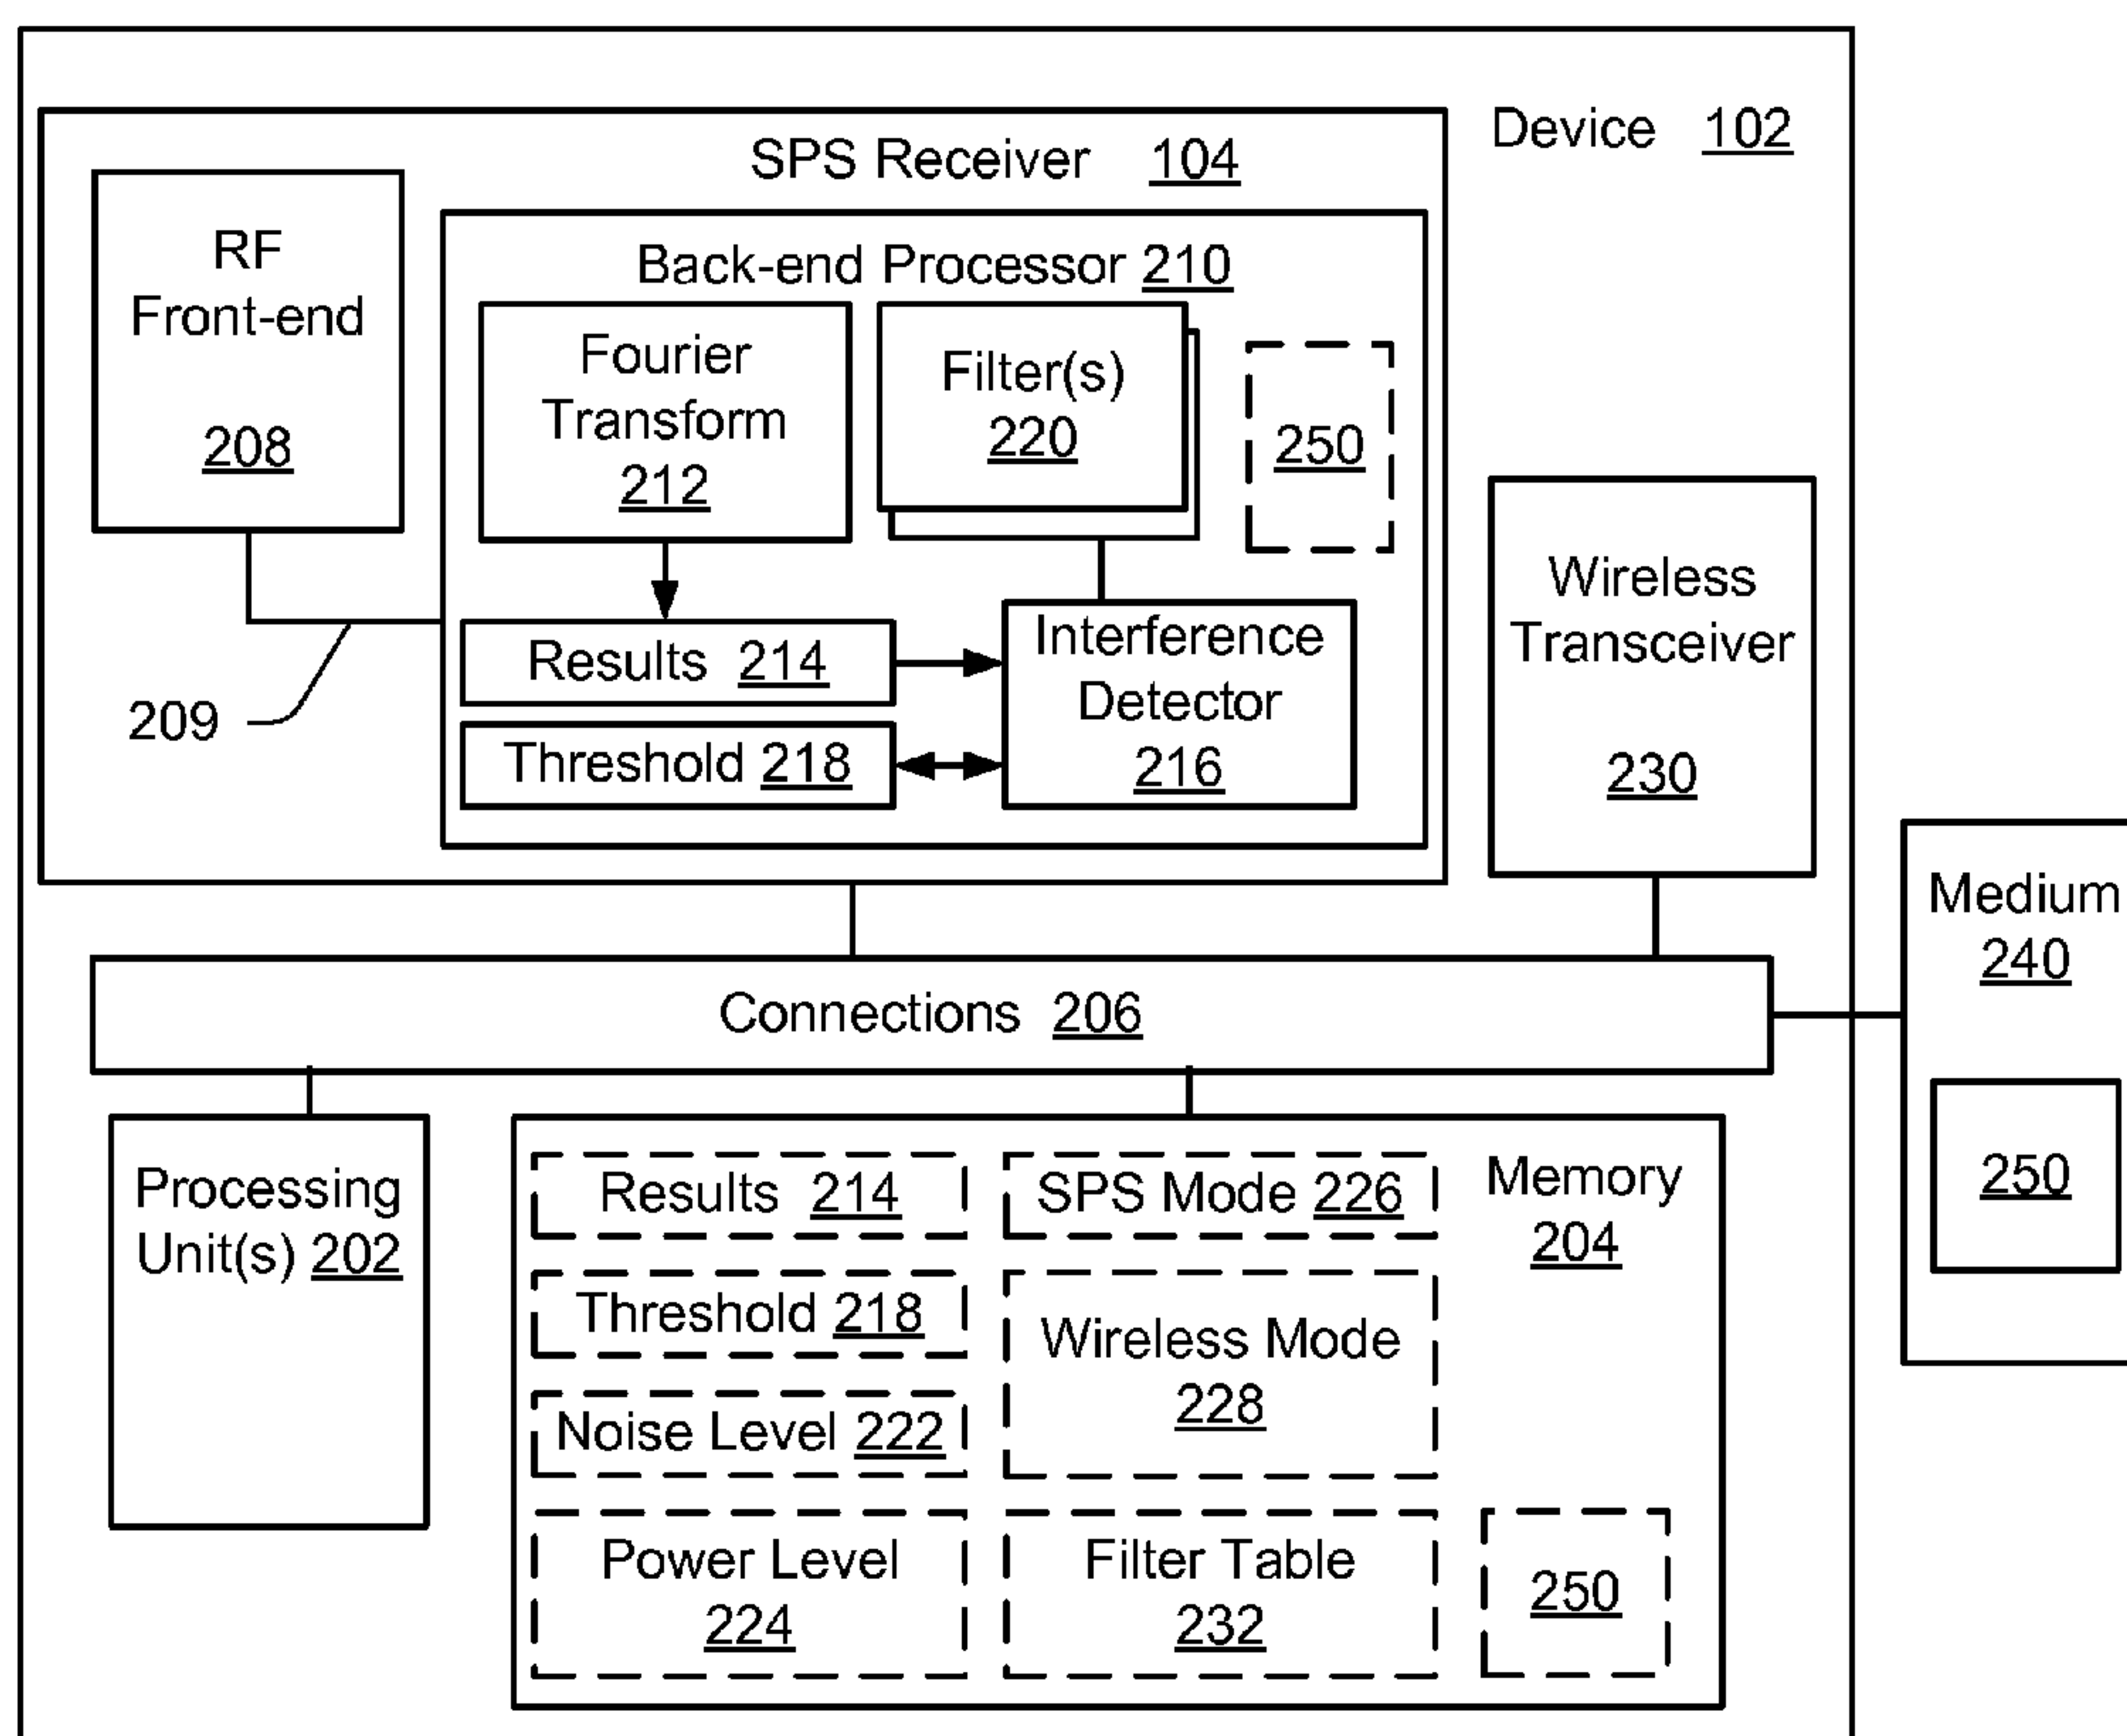 Device 102
SPS Receiver 104
RF
Front-end
208
Back-end Processor 210
Fourier
Transform
212
Filter(s)
220
250
Results 214
Threshold 218
Interference
Detector
216
209
Wireless
Transceiver
230
Medium
240
250
Connections 206
Processing
Unit(s) 202
Memory
204
Results 214
SPS Mode 226
Threshold 218
Wireless Mode
228
Noise Level 222
Power Level
224
Filter Table
232
250